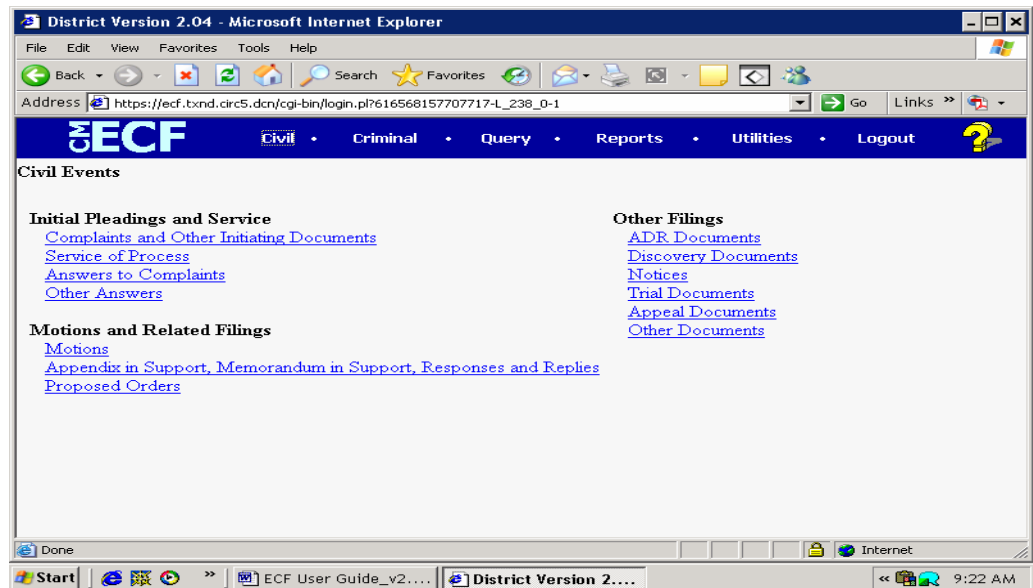 District Version 2.04 - Microsoft Internet Explorer
File Edit View Favorites Tools Help
Back Search Favorites
Address https://ecf.txnd.circ5.dcn/cgi-bin/login.pl?616568157707717-L_238_0-1 Go Links »
CM ECF Civil • Criminal • Query • Reports • Utilities • Logout ?
Civil Events
Initial Pleadings and Service
Complaints and Other Initiating Documents
Service of Process
Answers to Complaints
Other Answers
Motions and Related Filings
Motions
Appendix in Support, Memorandum in Support, Responses and Replies
Proposed Orders
Other Filings
ADR Documents
Discovery Documents
Notices
Trial Documents
Appeal Documents
Other Documents
Done Internet
Start » ECF User Guide_v2.... District Version 2.... « 9:22 AM